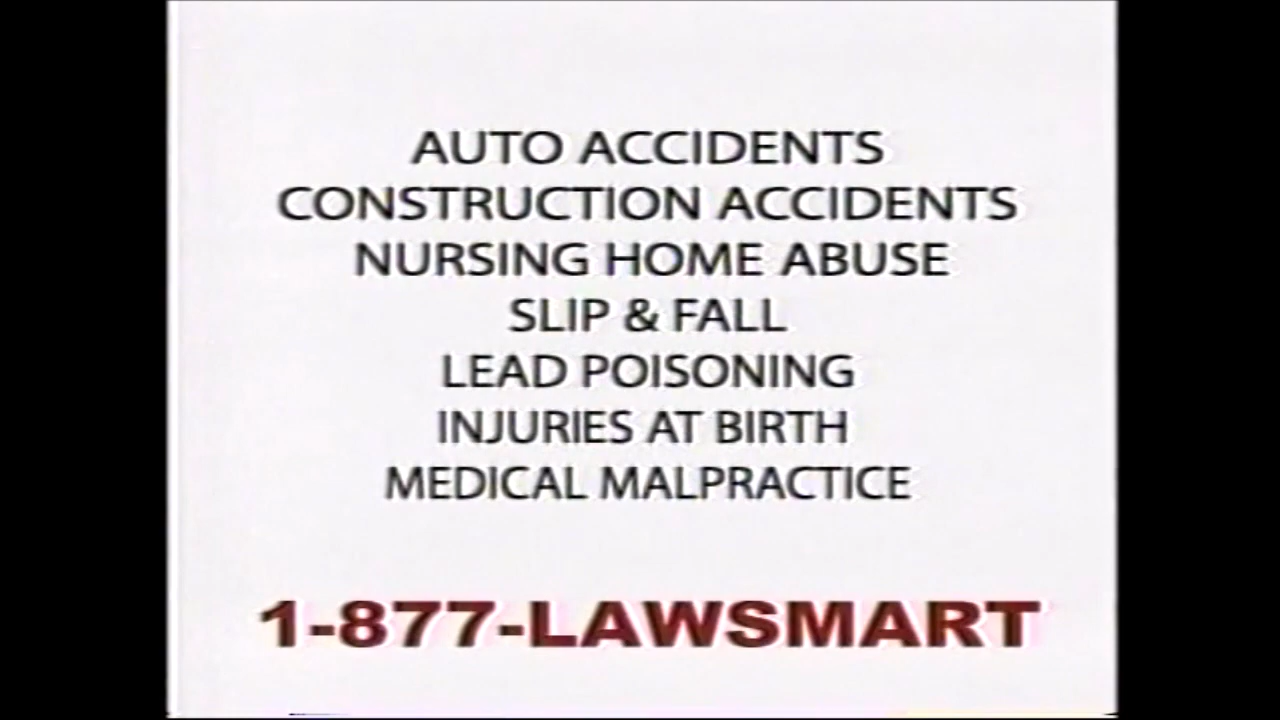 AUTO ACCIDENTS
CONSTRUCTION ACCIDENTS
NURSING HOME ABUSE
SLIP & FALL
LEAD POISONING
INJURIES AT BIRTH
MEDICAL MALPRACTICE
1-877-LAWSMART